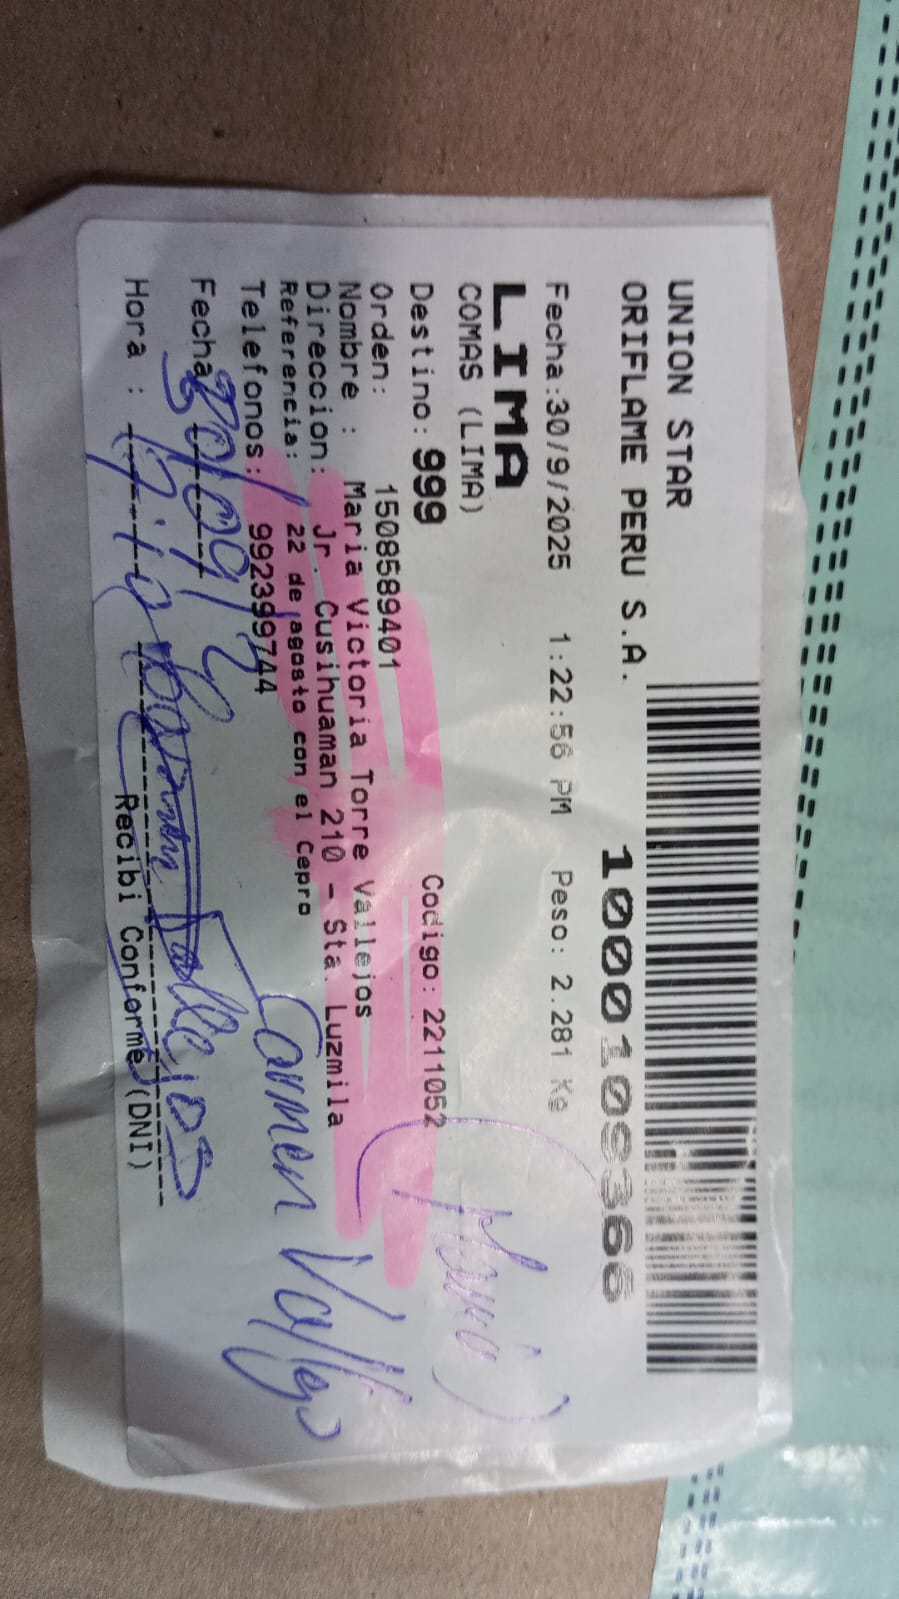 UNION STAR
ORIFLAME PERU S.A.
Fecha:30/9/2025 1:22:56 PM Peso: 2.281 Kg
LIMA
COMAS (LIMA)
Destino: 999 Codigo: 2211052
Orden: 1508589401
Nombre : Maria Victoria Torre Vallejos
Direccion: Jr. Cusihuaman 210 - Sta. Luzmila
Referencia: 22 de agosto con el Cepro
Telefonos: 992399744
Fecha
Hora :
Recibi Conforme (DNI)
Carmen Vallejos
(Mamá)